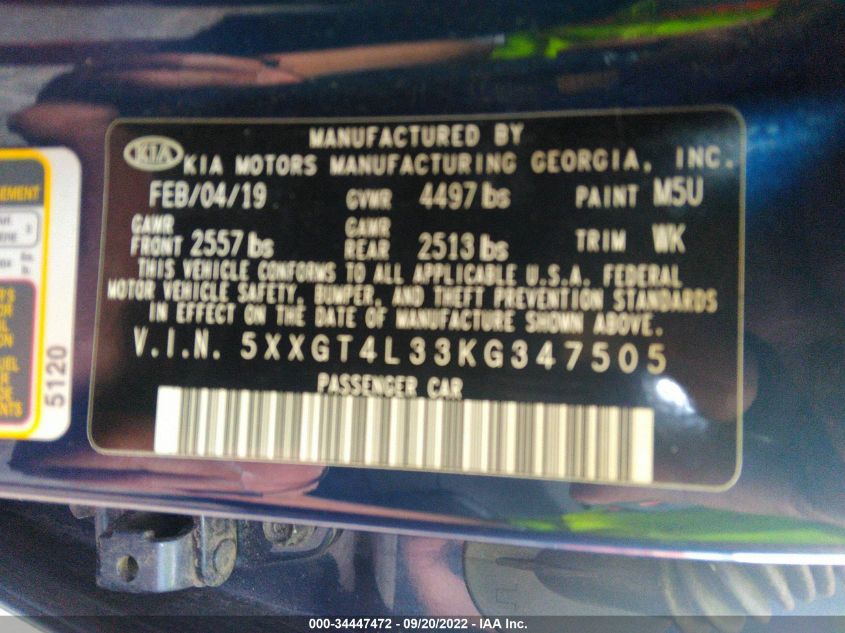 MANUFACTURED BY
KIA KIA MOTORS MANUFACTURING GEORGIA, INC.
FEB/04/19 GVWR 4497 lbs PAINT M5U
GAWR FRONT 2557 lbs GAWR REAR 2513 lbs TRIM WK
THIS VEHICLE CONFORMS TO ALL APPLICABLE U.S.A. FEDERAL
MOTOR VEHICLE SAFETY, BUMPER, AND THEFT PREVENTION STANDARDS
IN EFFECT ON THE DATE OF MANUFACTURE SHOWN ABOVE.
V.I.N. 5XXGT4L33KG347505
PASSENGER CAR
5120
000-34447472 - 09/20/2022 - IAA Inc.